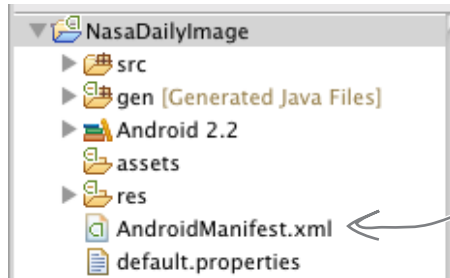 NasaDailyImage
src
gen [Generated Java Files]
Android 2.2
assets
res
AndroidManifest.xml
default.properties